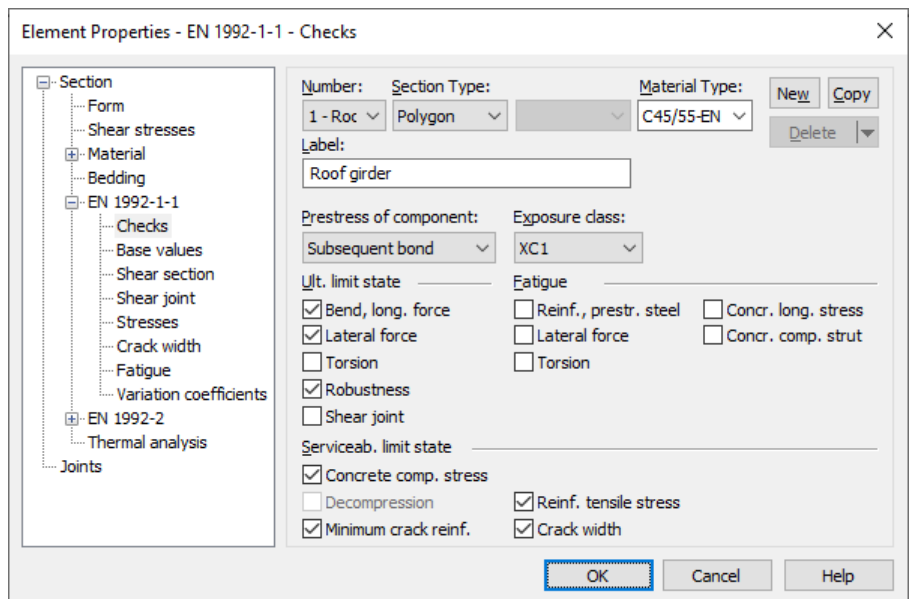 Element Properties - EN 1992-1-1 - Checks
Section
Form
Shear stresses
Material
Bedding
EN 1992-1-1
Checks
Base values
Shear section
Shear joint
Stresses
Crack width
Fatigue
Variation coefficients
EN 1992-2
Thermal analysis
Joints
Number: Section Type: Material Type:
1 - Roc Polygon C45/55-EN
New Copy
Delete
Label:
Roof girder
Prestress of component: Exposure class:
Subsequent bond XC1
Ult. limit state Fatigue
Bend, long. force Reinf., prestr. steel Concr. long. stress
Lateral force Lateral force Concr. comp. strut
Torsion Torsion
Robustness
Shear joint
Serviceab. limit state
Concrete comp. stress
Decompression Reinf. tensile stress
Minimum crack reinf. Crack width
OK Cancel Help